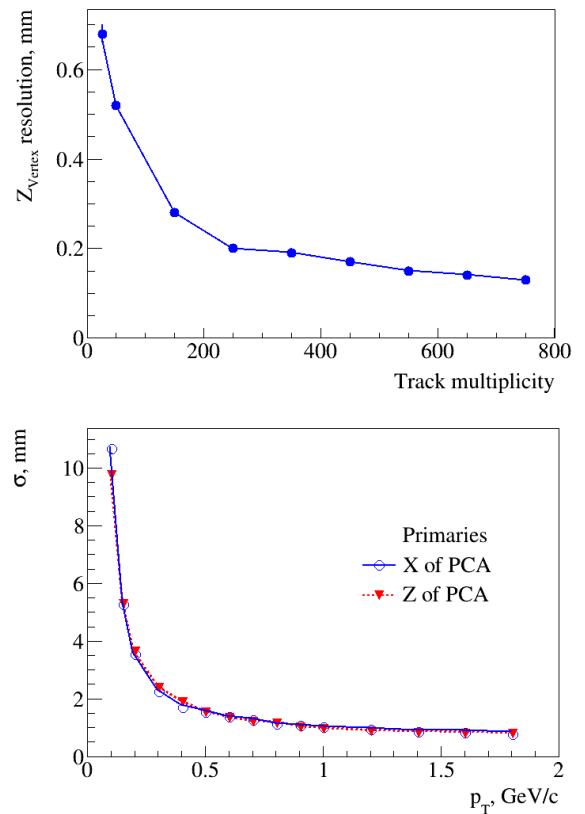 Z_Vertex resolution, mm
0.6
0.4
0.2
0
0 200 400 600 800
Track multiplicity
σ, mm
10
8
6
4
2
0
Primaries
X of PCA
Z of PCA
0 0.5 1 1.5 2
p_T, GeV/c